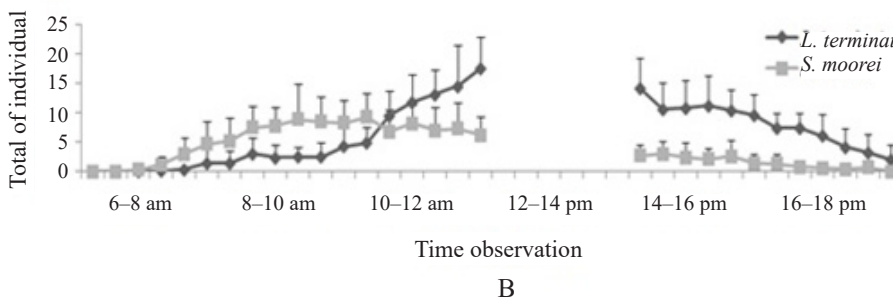 25
20
15
10
5
0
Total of individual
L. termina
S. moorei
6–8 am 8–10 am 10–12 am 12–14 pm 14–16 pm 16–18 pm
Time observation
B